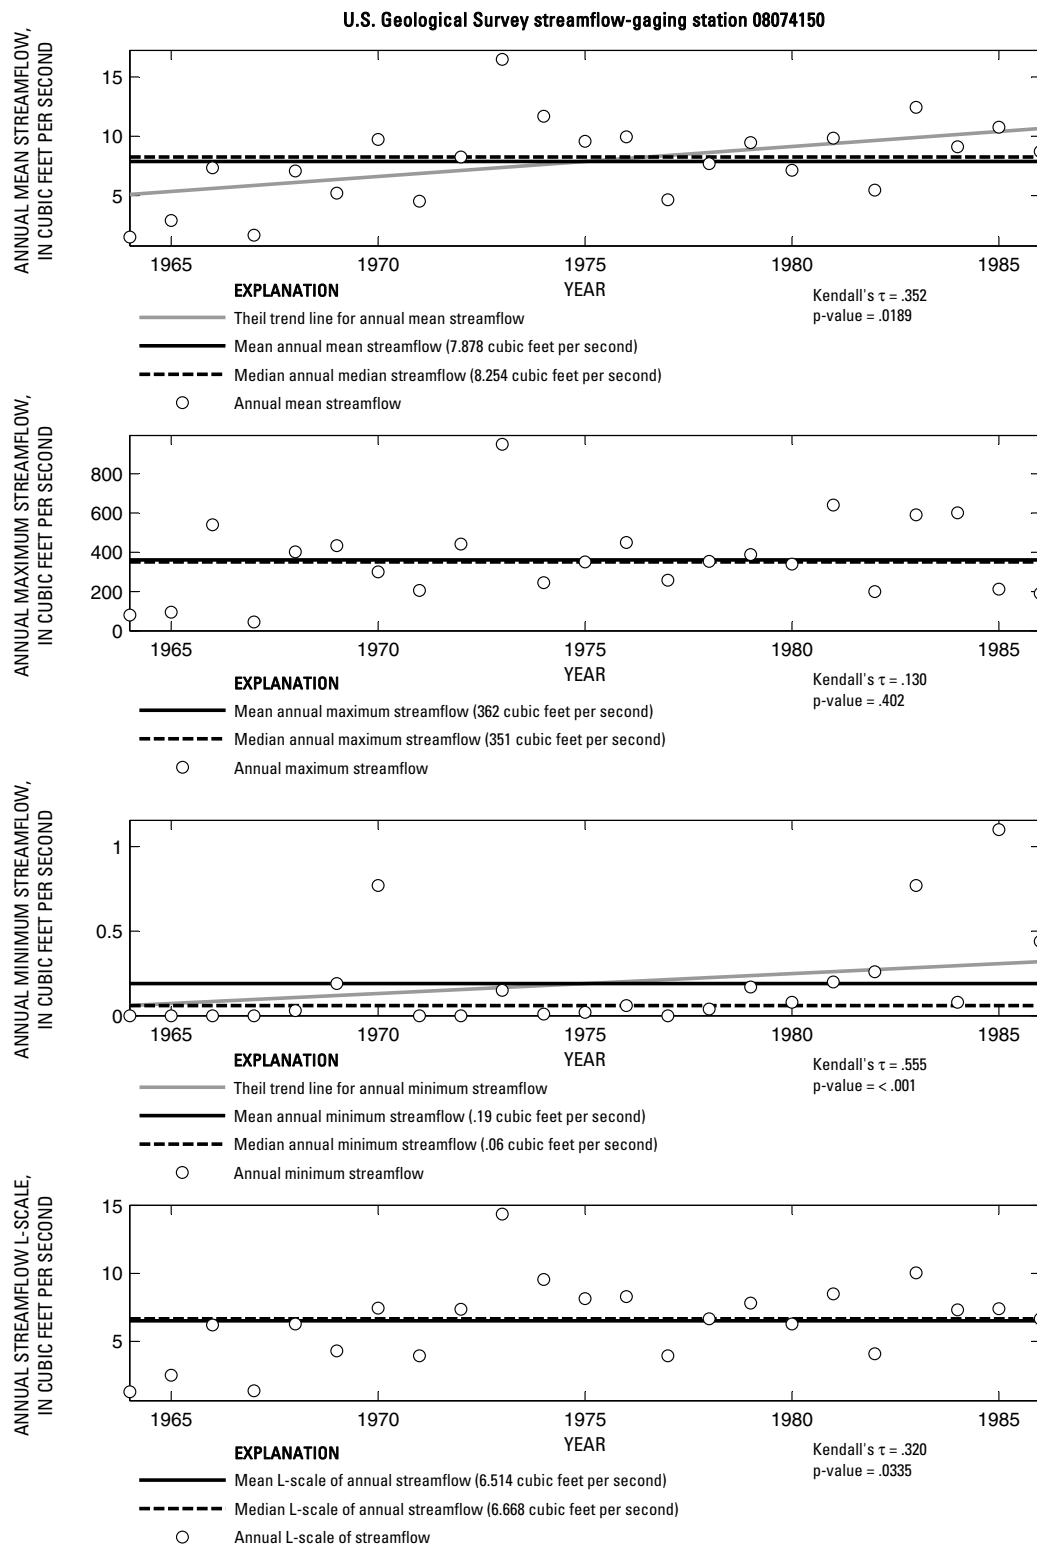 U.S. Geological Survey streamflow-gaging station 08074150
ANNUAL MEAN STREAMFLOW,
IN CUBIC FEET PER SECOND
15
10
5
1965 1970 1975 1980 1985
YEAR
EXPLANATION
Theil trend line for annual mean streamflow
Mean annual mean streamflow (7.878 cubic feet per second)
Median annual median streamflow (8.254 cubic feet per second)
Annual mean streamflow
Kendall's τ = .352
p-value = .0189
ANNUAL MAXIMUM STREAMFLOW,
IN CUBIC FEET PER SECOND
800
600
400
200
0
1965 1970 1975 1980 1985
YEAR
EXPLANATION
Mean annual maximum streamflow (362 cubic feet per second)
Median annual maximum streamflow (351 cubic feet per second)
Annual maximum streamflow
Kendall's τ = .130
p-value = .402
ANNUAL MINIMUM STREAMFLOW,
IN CUBIC FEET PER SECOND
1
0.5
0
1965 1970 1975 1980 1985
YEAR
EXPLANATION
Theil trend line for annual minimum streamflow
Mean annual minimum streamflow (.19 cubic feet per second)
Median annual minimum streamflow (.06 cubic feet per second)
Annual minimum streamflow
Kendall's τ = .555
p-value = < .001
ANNUAL STREAMFLOW L-SCALE,
IN CUBIC FEET PER SECOND
15
10
5
1965 1970 1975 1980 1985
YEAR
EXPLANATION
Mean L-scale of annual streamflow (6.514 cubic feet per second)
Median L-scale of annual streamflow (6.668 cubic feet per second)
Annual L-scale of streamflow
Kendall's τ = .320
p-value = .0335